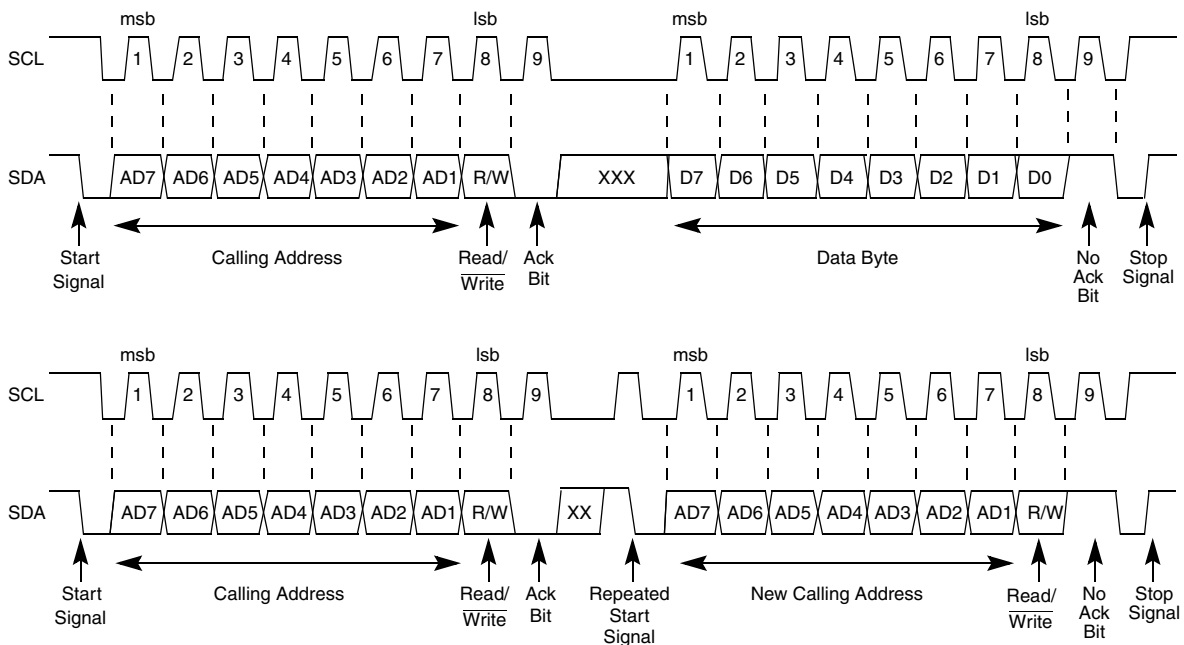 msb lsb msb lsb
SCL 1 2 3 4 5 6 7 8 9 1 2 3 4 5 6 7 8 9
SDA AD7 AD6 AD5 AD4 AD3 AD2 AD1 R/W XXX D7 D6 D5 D4 D3 D2 D1 D0
Start Signal
Calling Address
Read/ Write
Ack Bit
Data Byte
No Ack Bit
Stop Signal
msb lsb msb lsb
SCL 1 2 3 4 5 6 7 8 9 1 2 3 4 5 6 7 8 9
SDA AD7 AD6 AD5 AD4 AD3 AD2 AD1 R/W XX AD7 AD6 AD5 AD4 AD3 AD2 AD1 R/W
Start Signal
Calling Address
Read/ Write
Ack Bit
Repeated Start Signal
New Calling Address
Read/ Write
No Ack Bit
Stop Signal